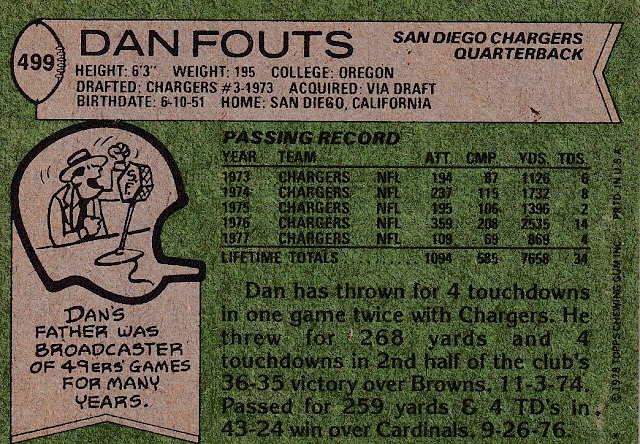 499
DAN FOUTS
SAN DIEGO CHARGERS
QUARTERBACK
HEIGHT: 6'3" WEIGHT: 195 COLLEGE: OREGON
DRAFTED: CHARGERS #3-1973 ACQUIRED: VIA DRAFT
BIRTHDATE: 6-10-51 HOME: SAN DIEGO, CALIFORNIA
PASSING RECORD
YEAR TEAM ATT. CMP. YDS. TDS.
1973 CHARGERS NFL 194 87 1126 6
1974 CHARGERS NFL 237 115 1732 8
1975 CHARGERS NFL 195 106 1396 2
1976 CHARGERS NFL 359 208 2535 14
1977 CHARGERS NFL 109 69 869 4
LIFETIME TOTALS 1094 585 7658 34
S.F.
DAN'S
FATHER WAS
BROADCASTER
OF 49ERS' GAMES
FOR MANY
YEARS.
Dan has thrown for 4 touchdowns
in one game twice with Chargers. He
threw for 268 yards and 4
touchdowns in 2nd half of the club's
36-35 victory over Browns, 11-3-74.
Passed for 259 yards & 4 TD's in
43-24 win over Cardinals, 9-26-76.
© 1978 TOPPS CHEWING GUM INC. PRTD. IN U.S.A.